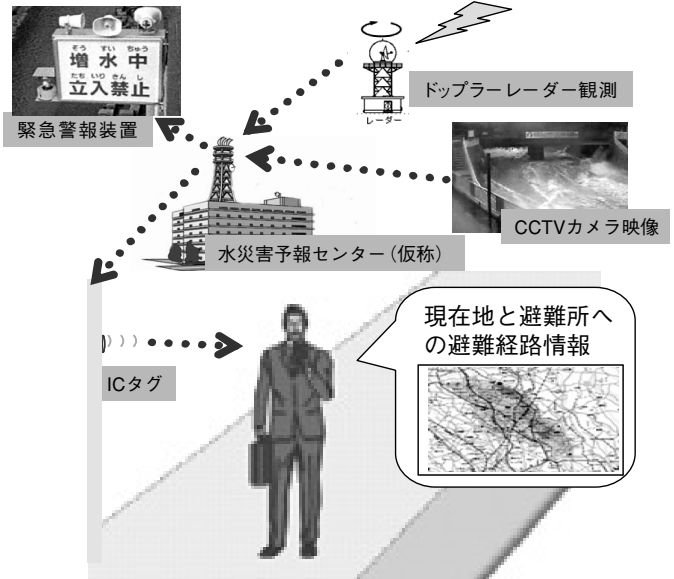 ぞう すい ちゅう
増水中
たち いり きん し
立入禁止
緊急警報装置
レーダー
ドップラーレーダー観測
CCTVカメラ映像
水災害予報センター(仮称)
ICタグ
現在地と避難所へ
の避難経路情報